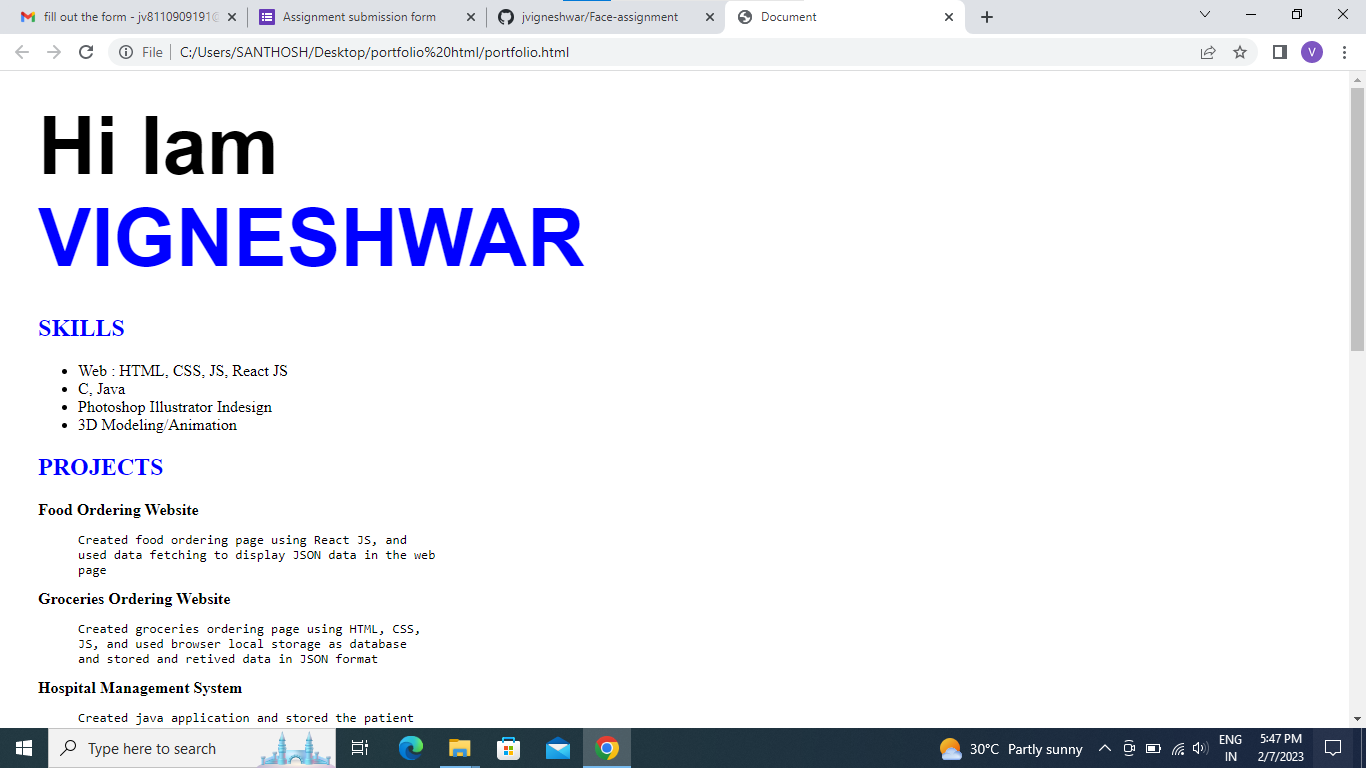 fill out the form - jv8110909191@
Assignment submission form
jvigneshwar/Face-assignment
Document
File
C:/Users/SANTHOSH/Desktop/portfolio%20html/portfolio.html
V
Hi Iam
VIGNESHWAR
SKILLS
Web : HTML, CSS, JS, React JS
C, Java
Photoshop Illustrator Indesign
3D Modeling/Animation
PROJECTS
Food Ordering Website
Created food ordering page using React JS, and
used data fetching to display JSON data in the web
page
Groceries Ordering Website
Created groceries ordering page using HTML, CSS,
JS, and used browser local storage as database
and stored and retived data in JSON format
Hospital Management System
Created java application and stored the patient
Type here to search
30°C Partly sunny
ENG
IN
5:47 PM
2/7/2023